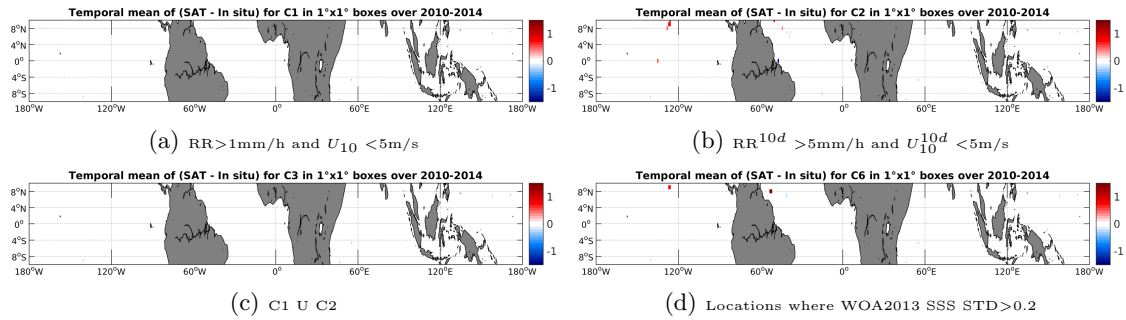 Temporal mean of (SAT - In situ) for C1 in 1°x1° boxes over 2010-2014
8°N
4°N
0°
4°S
8°S
180°W 120°W 60°W 0° 60°E 120°E 180°W
1
0
-1
(a) RR>1mm/h and U10 <5m/s
Temporal mean of (SAT - In situ) for C2 in 1°x1° boxes over 2010-2014
8°N
4°N
0°
4°S
8°S
180°W 120°W 60°W 0° 60°E 120°E 180°W
1
0
-1
(b) RR^10d >5mm/h and U10^10d <5m/s
Temporal mean of (SAT - In situ) for C3 in 1°x1° boxes over 2010-2014
8°N
4°N
0°
4°S
8°S
180°W 120°W 60°W 0° 60°E 120°E 180°W
1
0
-1
(c) C1 U C2
Temporal mean of (SAT - In situ) for C6 in 1°x1° boxes over 2010-2014
8°N
4°N
0°
4°S
8°S
180°W 120°W 60°W 0° 60°E 120°E 180°W
1
0
-1
(d) Locations where WOA2013 SSS STD>0.2